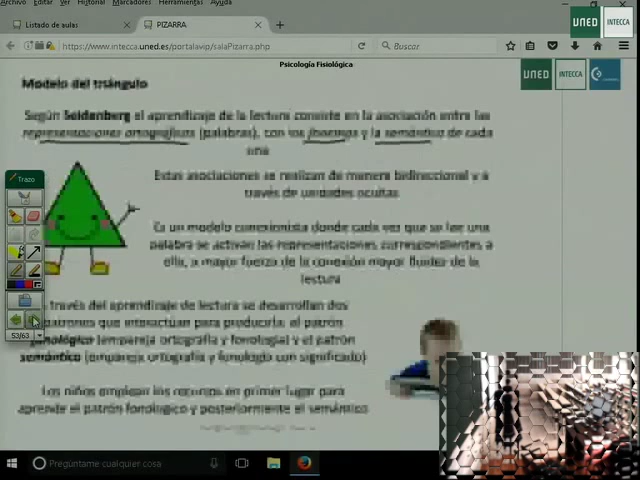 Archivo Editar Ver Historial Marcadores Herramientas Ayuda
Listado de aulas
PIZARRA
https://www.intecca.uned.es/portalavip/salaPizarra.php
Buscar
UNED INTECCA
Psicología Fisiológica
UNED INTECCA
Modelo del triángulo
Según Seidenberg el aprendizaje de la lectura consiste en la asociación entre las
representaciones ortográficas (palabras), con los fonemas y la semántica de cada
una
Estas asociaciones se realizan de manera bidireccional y a
través de unidades ocultas
Es un modelo conexionista donde cada vez que se lee una
palabra se activan las representaciones correspondientes a
ella, a mayor fuerza de la conexión mayor fluidez de la
lectura
Trazo
través del aprendizaje de lectura se desarrollan dos
patrones que interactúan para producirla: el patrón
fonológico (empareja ortografía y fonología) y el patrón
semántico (empareja ortografía y fonología con significado)
53/63
Los niños emplean los recursos en primer lugar para
aprende el patrón fonológico y posteriormente el semántico
Pregúntame cualquier cosa